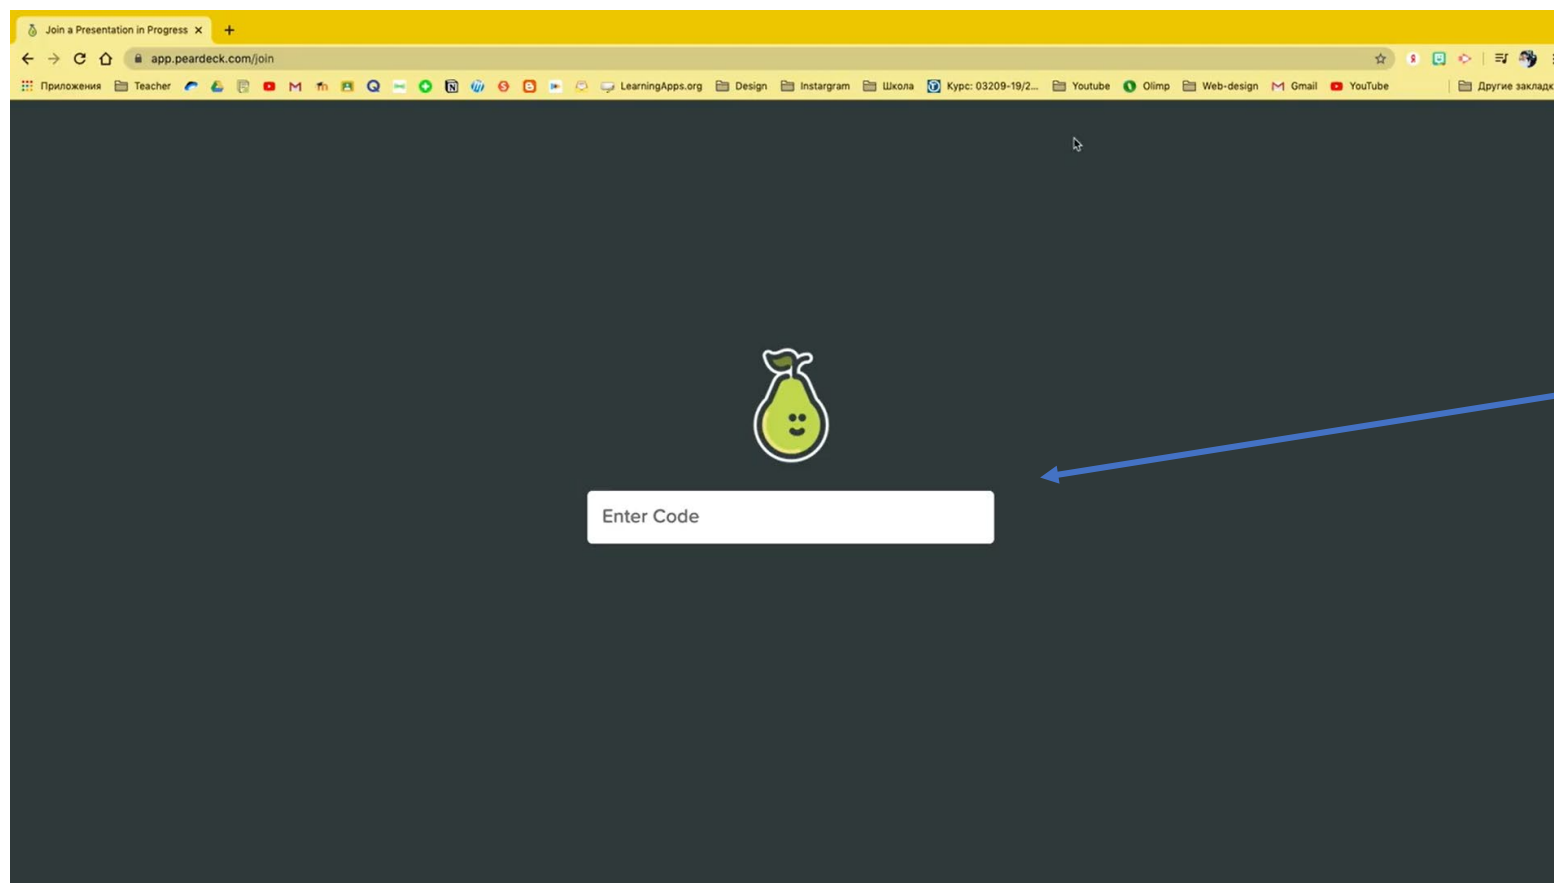 Join a Presentation in Progress
app.peardeck.com/join
Приложения Teacher LearningApps.org Design Instargram Школа Курс: 03209-19/2... Youtube Olimp Web-design Gmail YouTube Другие закладк
Enter Code